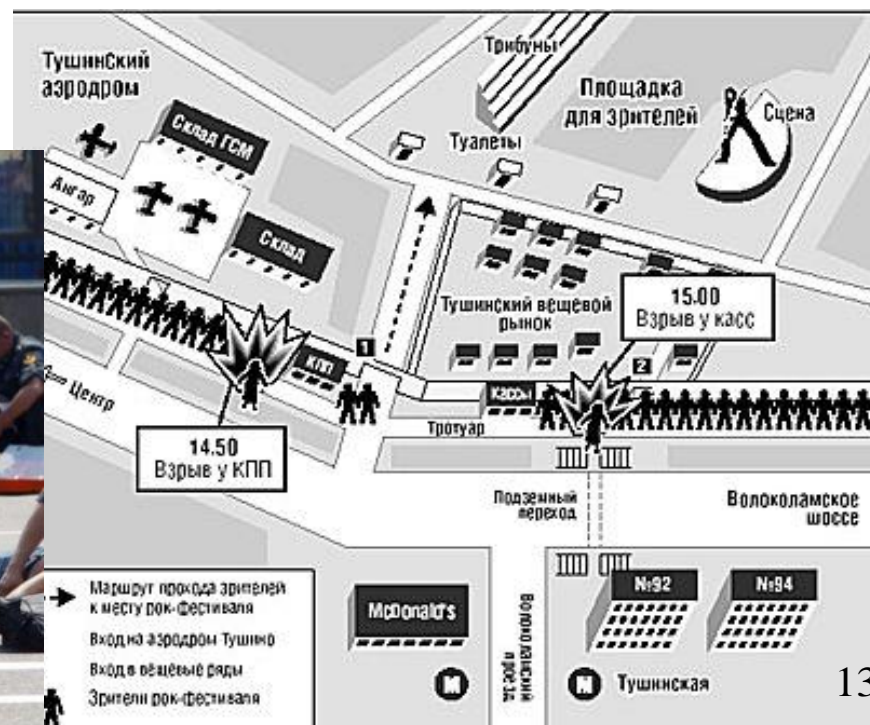 Тушинский
аэродром
Трибуны
Площадка
для зрителей
Сцена
Туалеты
Склад ГСМ
Ангар
Склад
Тушинский вещевой
рынок
15.00
Взрыв у касс
1
КПП
2
Кассы
Центр
Тротуар
14.50
Взрыв у КПП
Подземный
переход
Волоколамское
шоссе
Маршрут прохода зрителей
к месту рок-фестиваля
Вход на аэродром Тушино
Вход в вещевые ряды
Зрители рок-фестиваля
McDonald's
М
Волоколамский
проезд
№92
№94
М
Тушинская
13